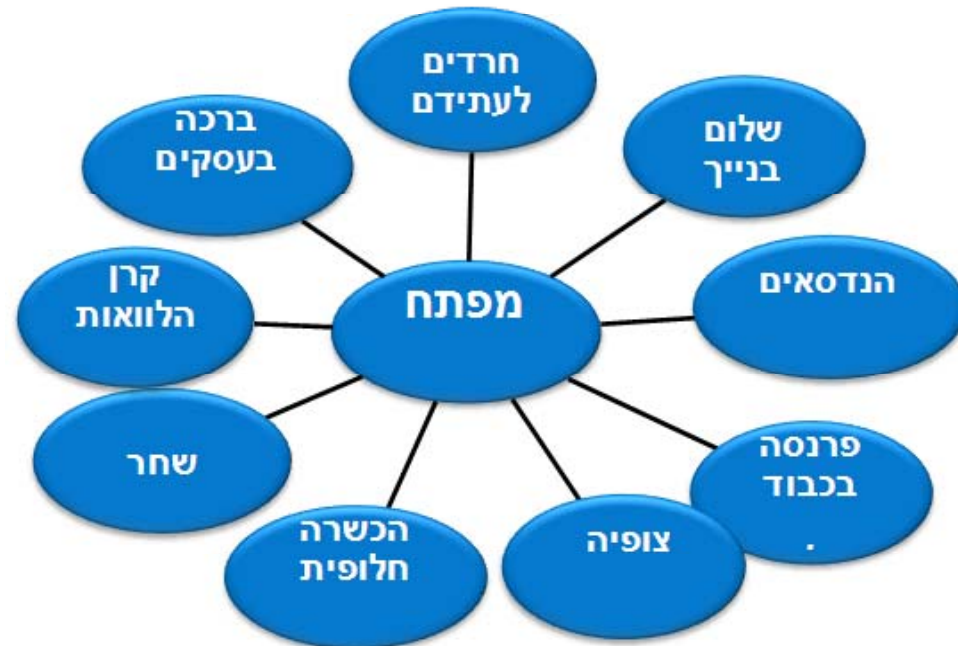 חרדים
לעתידם
שלום
בנייך
ברכה
בעסקים
הנדסאים
מפתח
קרן
הלוואות
שחר
פרנסה
בכבוד
.
צופיה
הכשרה
חלופית